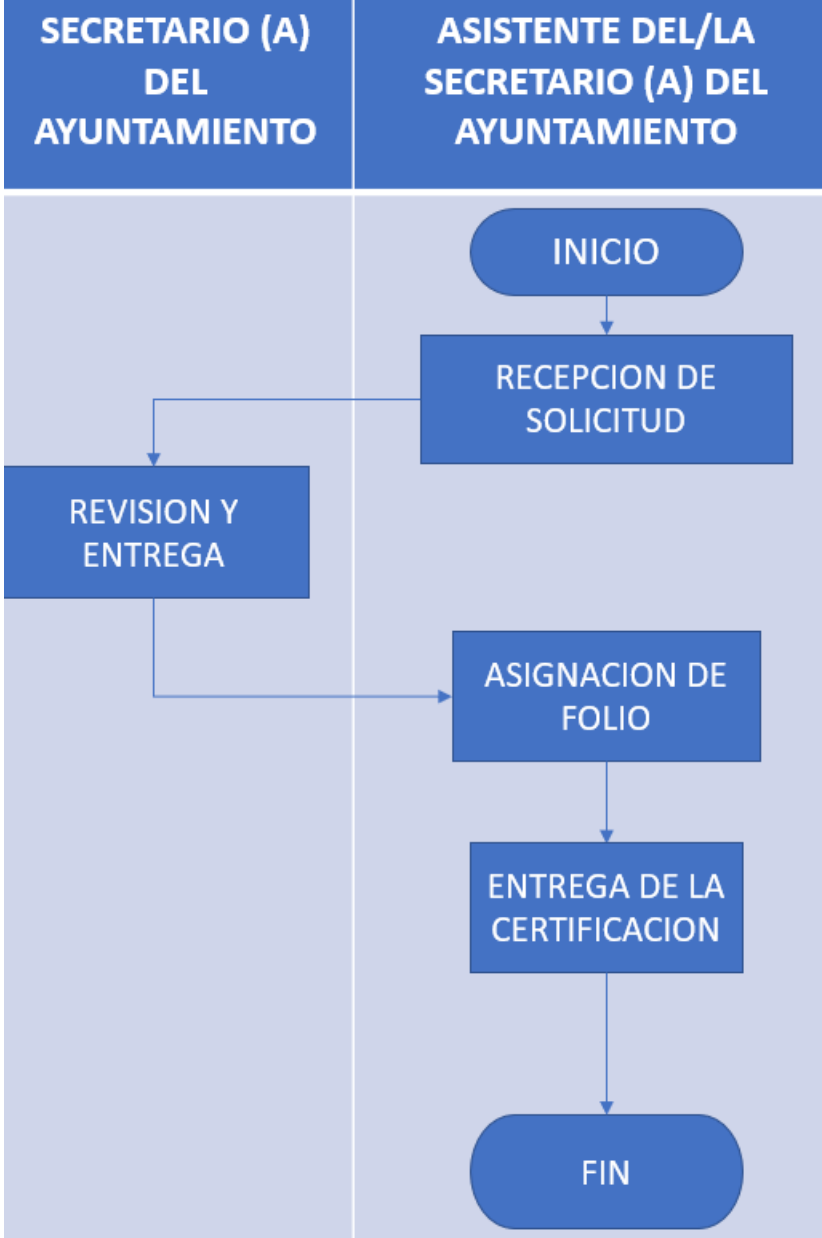 SECRETARIO (A)
DEL
AYUNTAMIENTO
ASISTENTE DEL/LA
SECRETARIO (A) DEL
AYUNTAMIENTO
INICIO
RECEPCION DE
SOLICITUD
REVISION Y
ENTREGA
ASIGNACION DE
FOLIO
ENTREGA DE LA
CERTIFICACION
FIN